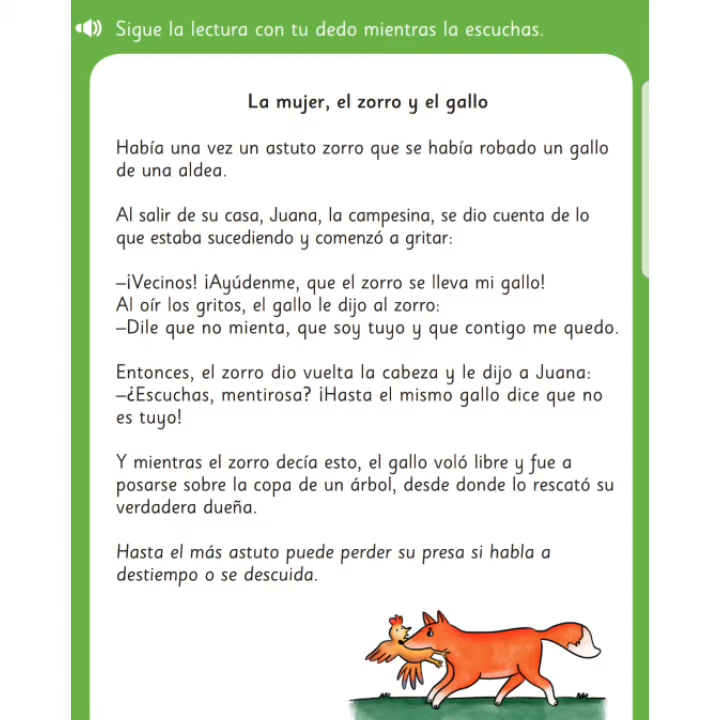 Sigue la lectura con tu dedo mientras la escuchas.
La mujer, el zorro y el gallo
Había una vez un astuto zorro que se había robado un gallo
de una aldea.
Al salir de su casa, Juana, la campesina, se dio cuenta de lo
que estaba sucediendo y comenzó a gritar:
–¡Vecinos! ¡Ayúdenme, que el zorro se lleva mi gallo!
Al oír los gritos, el gallo le dijo al zorro:
–Dile que no mienta, que soy tuyo y que contigo me quedo.
Entonces, el zorro dio vuelta la cabeza y le dijo a Juana:
–¿Escuchas, mentirosa? ¡Hasta el mismo gallo dice que no
es tuyo!
Y mientras el zorro decía esto, el gallo voló libre y fue a
posarse sobre la copa de un árbol, desde donde lo rescató su
verdadera dueña.
Hasta el más astuto puede perder su presa si habla a
destiempo o se descuida.